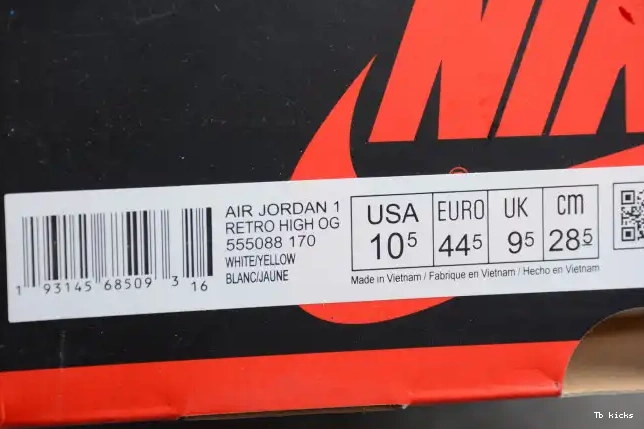 NIK
AIR JORDAN 1
RETRO HIGH OG
555088 170
WHITE/YELLOW
BLANC/JAUNE
USA
10⁵
EURO
44⁵
UK
9⁵
cm
28⁵
Made in Vietnam / Fabrique en Vietnam / Hecho en Vietnam
1 93145 68509 3 16
Tb kicks